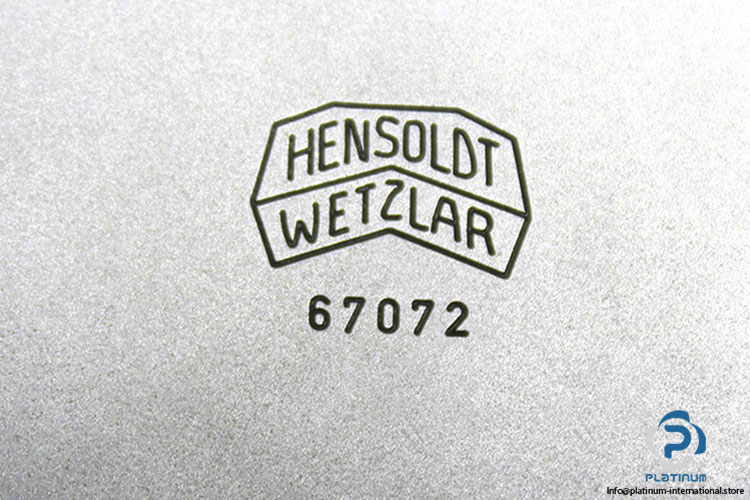 HENSOLDT
WETZLAR
67072
PLATINUM
Info@platinum-international.store